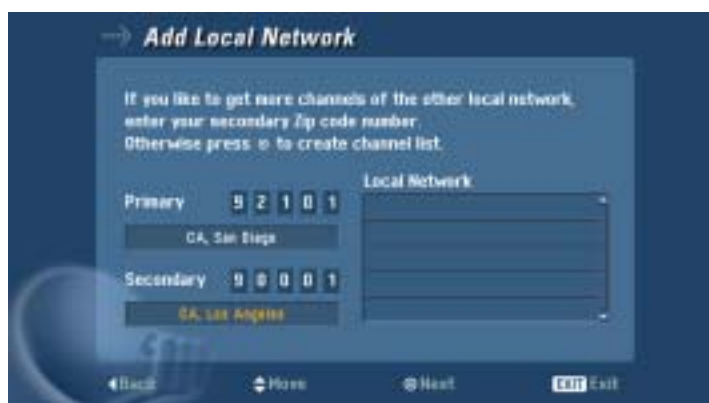 Add Local Network
If you like to get more channels of the other local network,
enter your secondary Zip code number.
Otherwise press ⊙ to create channel list.
Local Network
Primary 9 2 1 0 1
CA, San Diego
Secondary 9 0 0 0 1
CA, Los Angeles
Back Move Next EXIT Exit